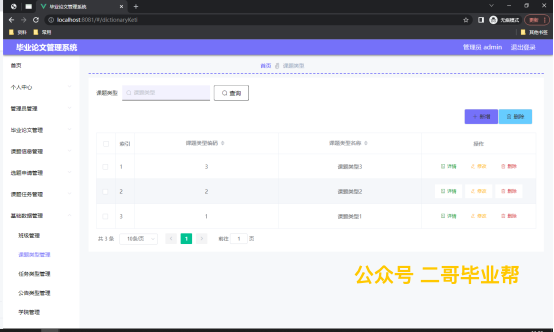 毕业论文管理系统
localhost:8081/#/dictionaryKeti
无痕模式
更新
资料 常用 其他书签
毕业论文管理系统 管理员 admin 退出登录
首页 首页 课题类型
个人中心
课题类型 课题类型 查询
管理员管理
毕业论文管理 + 新增 删除
课题信息管理 索引 课题类型编码 课题类型名称 操作
选题申请管理 1 3 课题类型3 详情 修改 删除
课题任务管理 2 2 课题类型2 详情 修改 删除
基础数据管理 3 1 课题类型1 详情 修改 删除
班级管理 共 3 条 10条/页 1 前往 1 页
课题类型管理
任务类型管理
公告类型管理
学院管理
公众号 二哥毕业帮